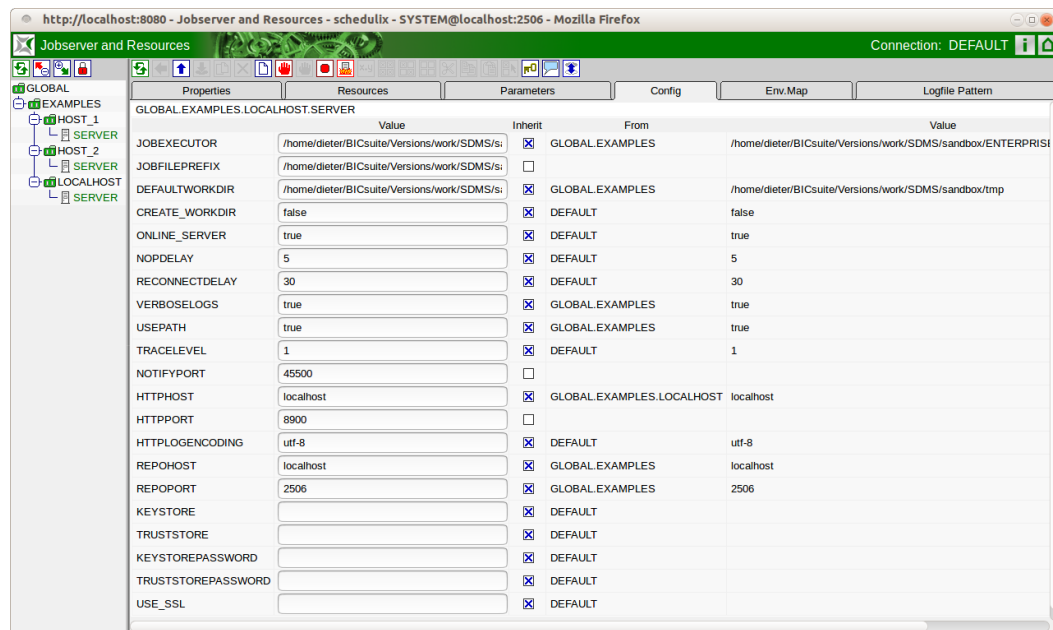 http://localhost:8080 - Jobserver and Resources - schedulix - SYSTEM@localhost:2506 - Mozilla Firefox
Jobserver and Resources Connection: DEFAULT
GLOBAL
EXAMPLES
HOST_1
SERVER
HOST_2
SERVER
LOCALHOST
SERVER
Properties Resources Parameters Config Env.Map Logfile Pattern
GLOBAL.EXAMPLES.LOCALHOST.SERVER
Value Inherit From Value
JOBEXECUTOR /home/dieter/BICsuite/Versions/work/SDMS/sa GLOBAL.EXAMPLES /home/dieter/BICsuite/Versions/work/SDMS/sandbox/ENTERPRISE
JOBFILEPREFIX /home/dieter/BICsuite/Versions/work/SDMS/sa
DEFAULTWORKDIR /home/dieter/BICsuite/Versions/work/SDMS/sa GLOBAL.EXAMPLES /home/dieter/BICsuite/Versions/work/SDMS/sandbox/tmp
CREATE_WORKDIR false DEFAULT false
ONLINE_SERVER true DEFAULT true
NOPDELAY 5 DEFAULT 5
RECONNECTDELAY 30 DEFAULT 30
VERBOSELOGS true GLOBAL.EXAMPLES true
USEPATH true GLOBAL.EXAMPLES true
TRACELEVEL 1 DEFAULT 1
NOTIFYPORT 45500
HTTPHOST localhost GLOBAL.EXAMPLES.LOCALHOST localhost
HTTPPORT 8900
HTTPLOGENCODING utf-8 DEFAULT utf-8
REPOHOST localhost GLOBAL.EXAMPLES localhost
REPOPORT 2506 GLOBAL.EXAMPLES 2506
KEYSTORE DEFAULT
TRUSTSTORE DEFAULT
KEYSTOREPASSWORD DEFAULT
TRUSTSTOREPASSWORD DEFAULT
USE_SSL DEFAULT